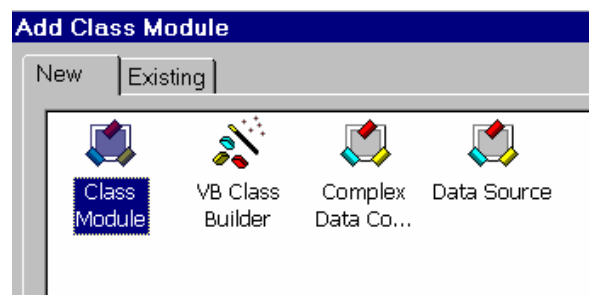 Add Class Module
New Existing
Class Module
VB Class Builder
Complex Data Co...
Data Source